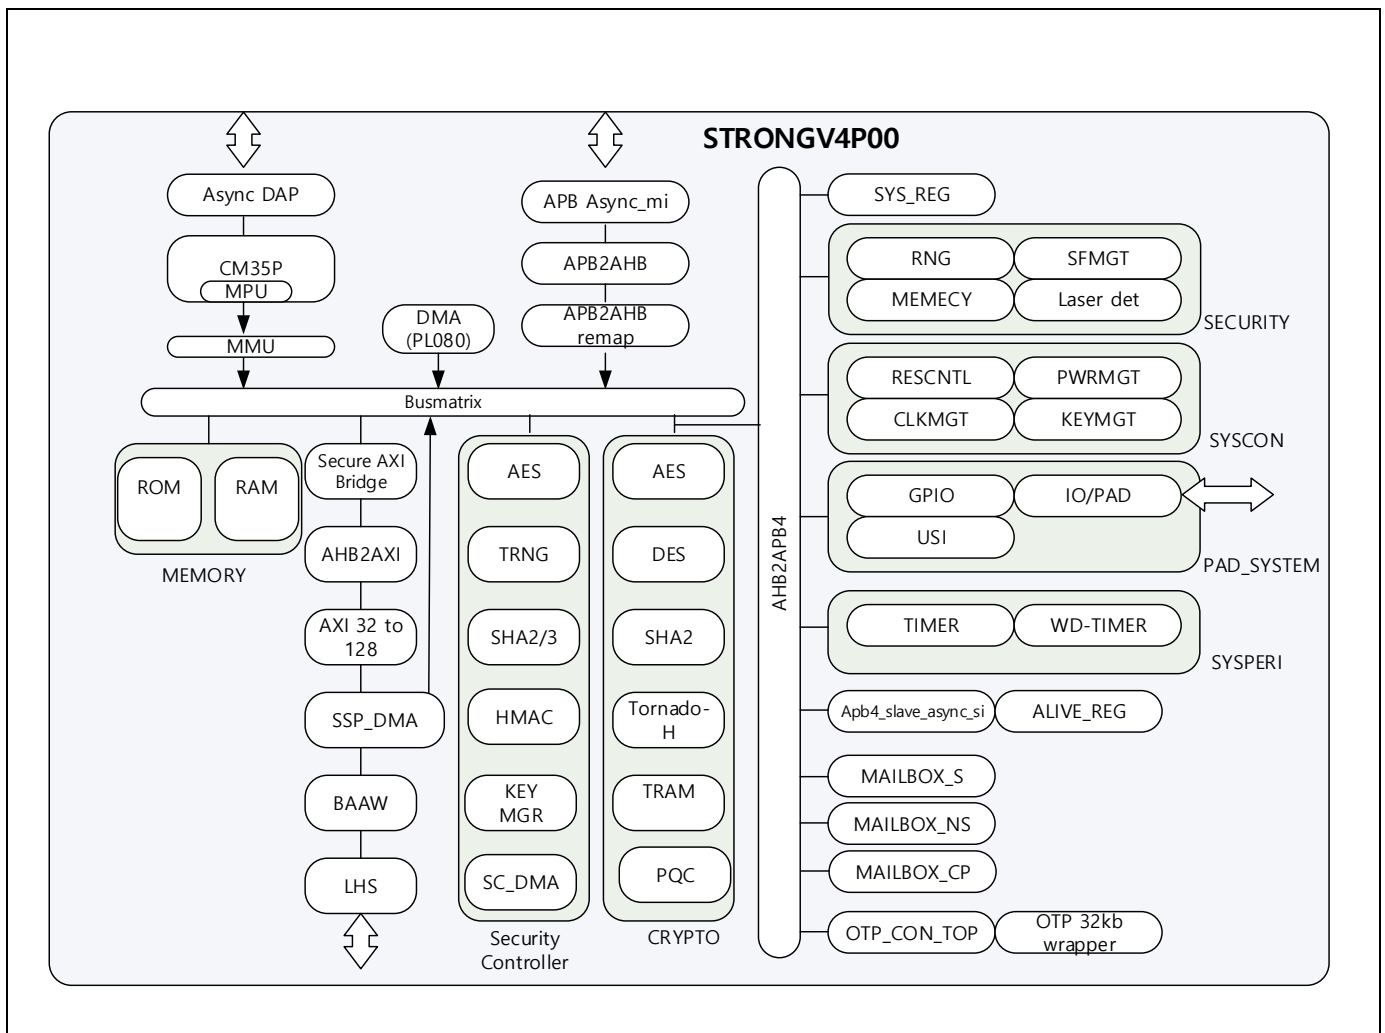 STRONGV4P00
Async DAP
CM35P
MPU
MMU
DMA
(PL080)
APB Async_mi
APB2AHB
APB2AHB
remap
Busmatrix
ROM
RAM
MEMORY
Secure AXI
Bridge
AHB2AXI
AXI 32 to
128
SSP_DMA
BAAW
LHS
AES
TRNG
SHA2/3
HMAC
KEY
MGR
SC_DMA
Security
Controller
AES
DES
SHA2
Tornado-
H
TRAM
PQC
CRYPTO
AHB2APB4
SYS_REG
RNG
SFMGT
MEMECY
Laser det
SECURITY
RESCNTL
PWRMGT
CLKMGT
KEYMGT
SYSCON
GPIO
IO/PAD
USI
PAD_SYSTEM
TIMER
WD-TIMER
SYSPERI
Apb4_slave_async_si
ALIVE_REG
MAILBOX_S
MAILBOX_NS
MAILBOX_CP
OTP_CON_TOP
OTP 32kb
wrapper